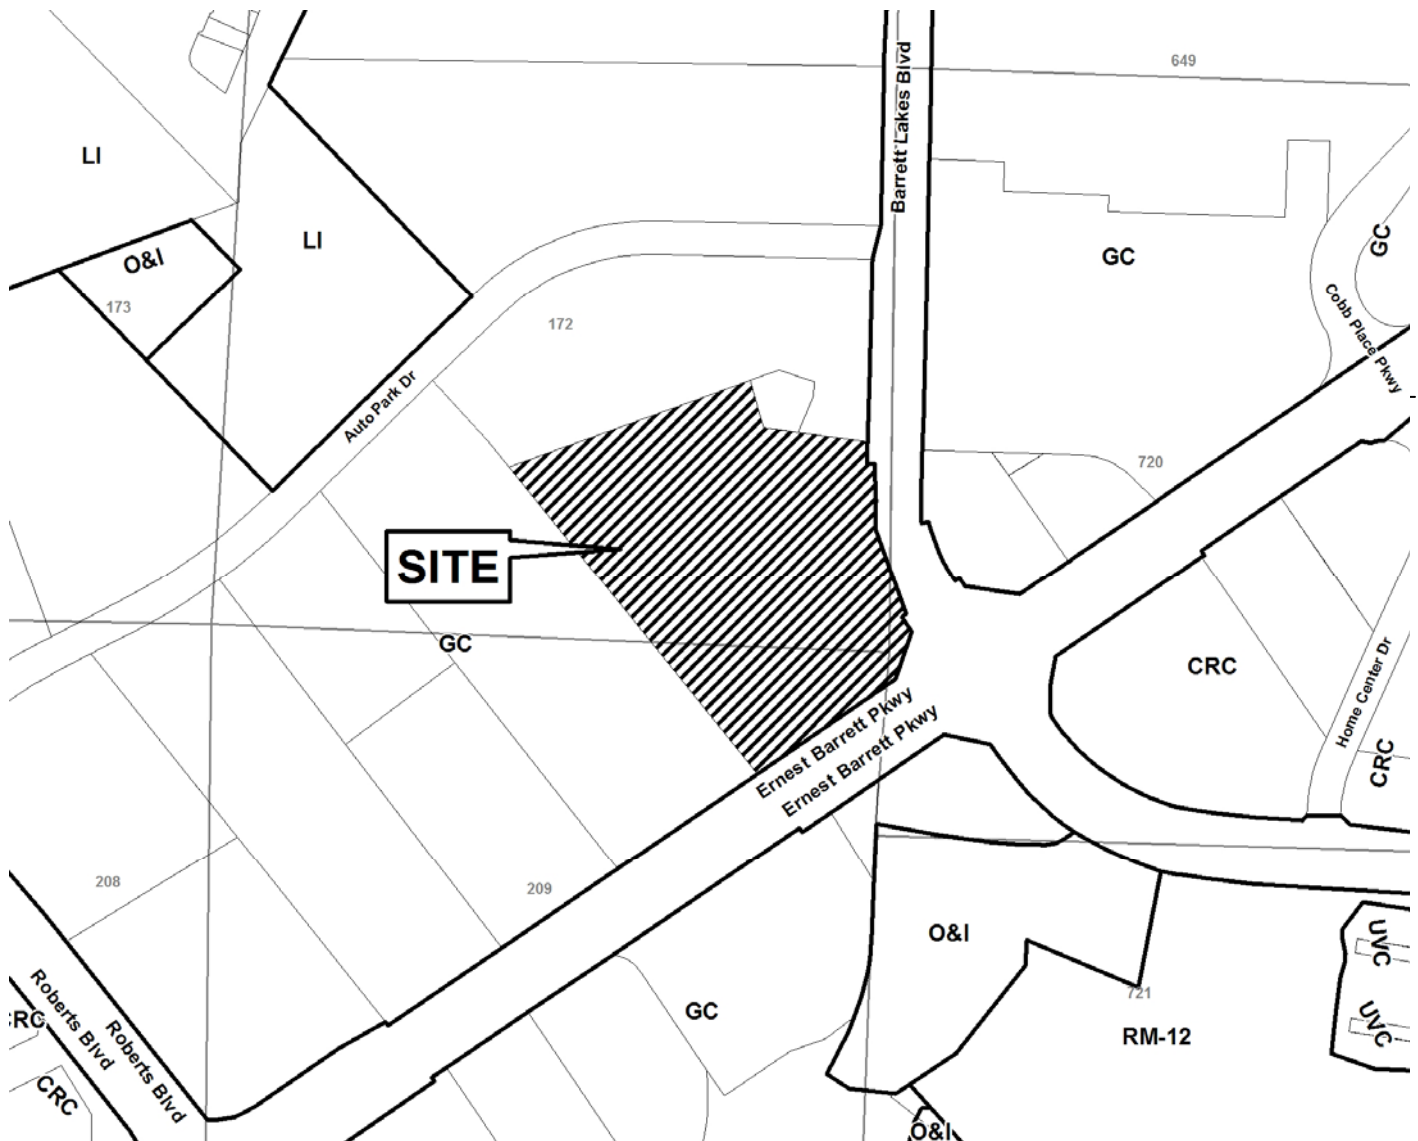 649
Barrett Lakes Blvd
LI
LI
O&I
GC
GC
173
172
Cobb Place Pkwy
Auto Park Dr
720
SITE
GC
CRC
Home Center Dr
Ernest Barrett Pkwy
Ernest Barrett Pkwy
CRC
208
209
O&I
UVC
721
Roberts Blvd
Roberts Blvd
CRC
GC
UVC
RM-12
CRC
O&I